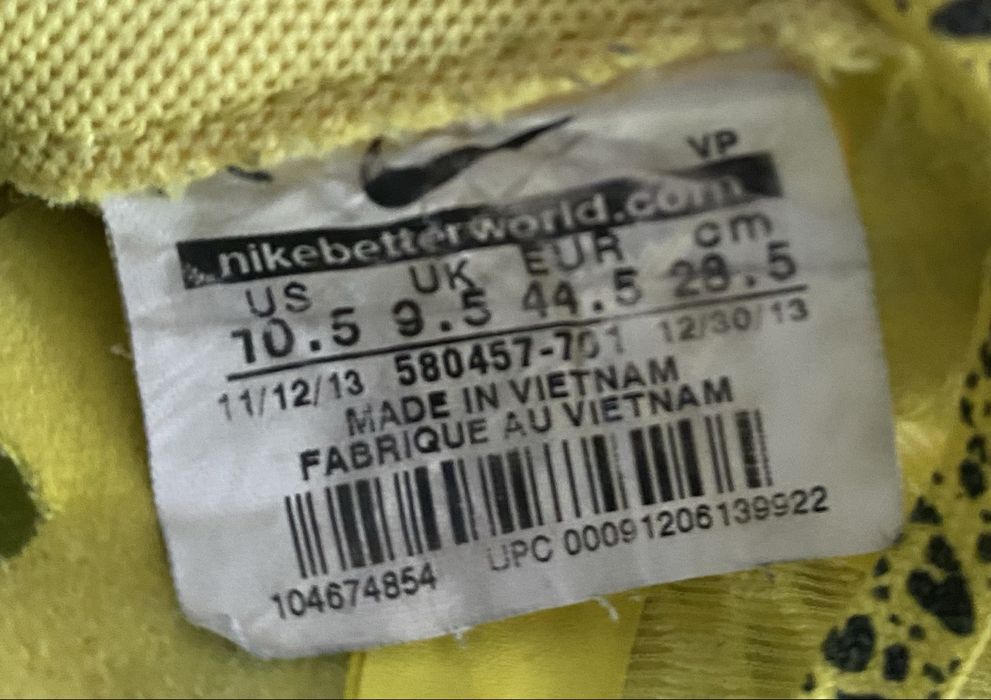 VP
nikebetterworld.com
US UK EUR cm
10.5 9.5 44.5 28.5
11/12/13 580457-701 12/30/13
MADE IN VIETNAM
FABRIQUE AU VIETNAM
104674854 UPC 00091206139922